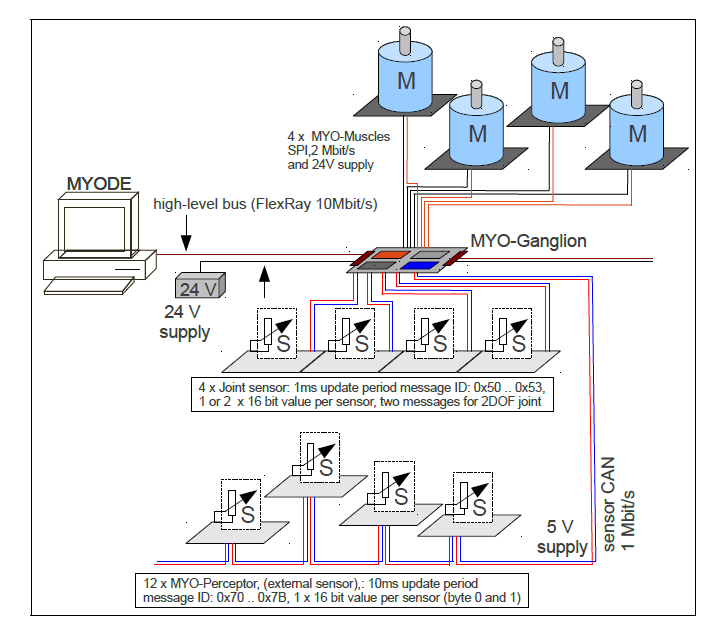 M
M
M
M
4 x MYO-Muscles
SPI,2 Mbit/s
and 24V supply
MYODE
high-level bus (FlexRay 10Mbit/s)
MYO-Ganglion
24 V
24 V
supply
S
S
S
S
4 x Joint sensor: 1ms update period message ID: 0x50 .. 0x53,
1 or 2 x 16 bit value per sensor, two messages for 2DOF joint
S
S
S
S
5 V
supply
sensor CAN
1 Mbit/s
12 x MYO-Perceptor, (external sensor),: 10ms update period
message ID: 0x70 .. 0x7B, 1 x 16 bit value per sensor (byte 0 and 1)